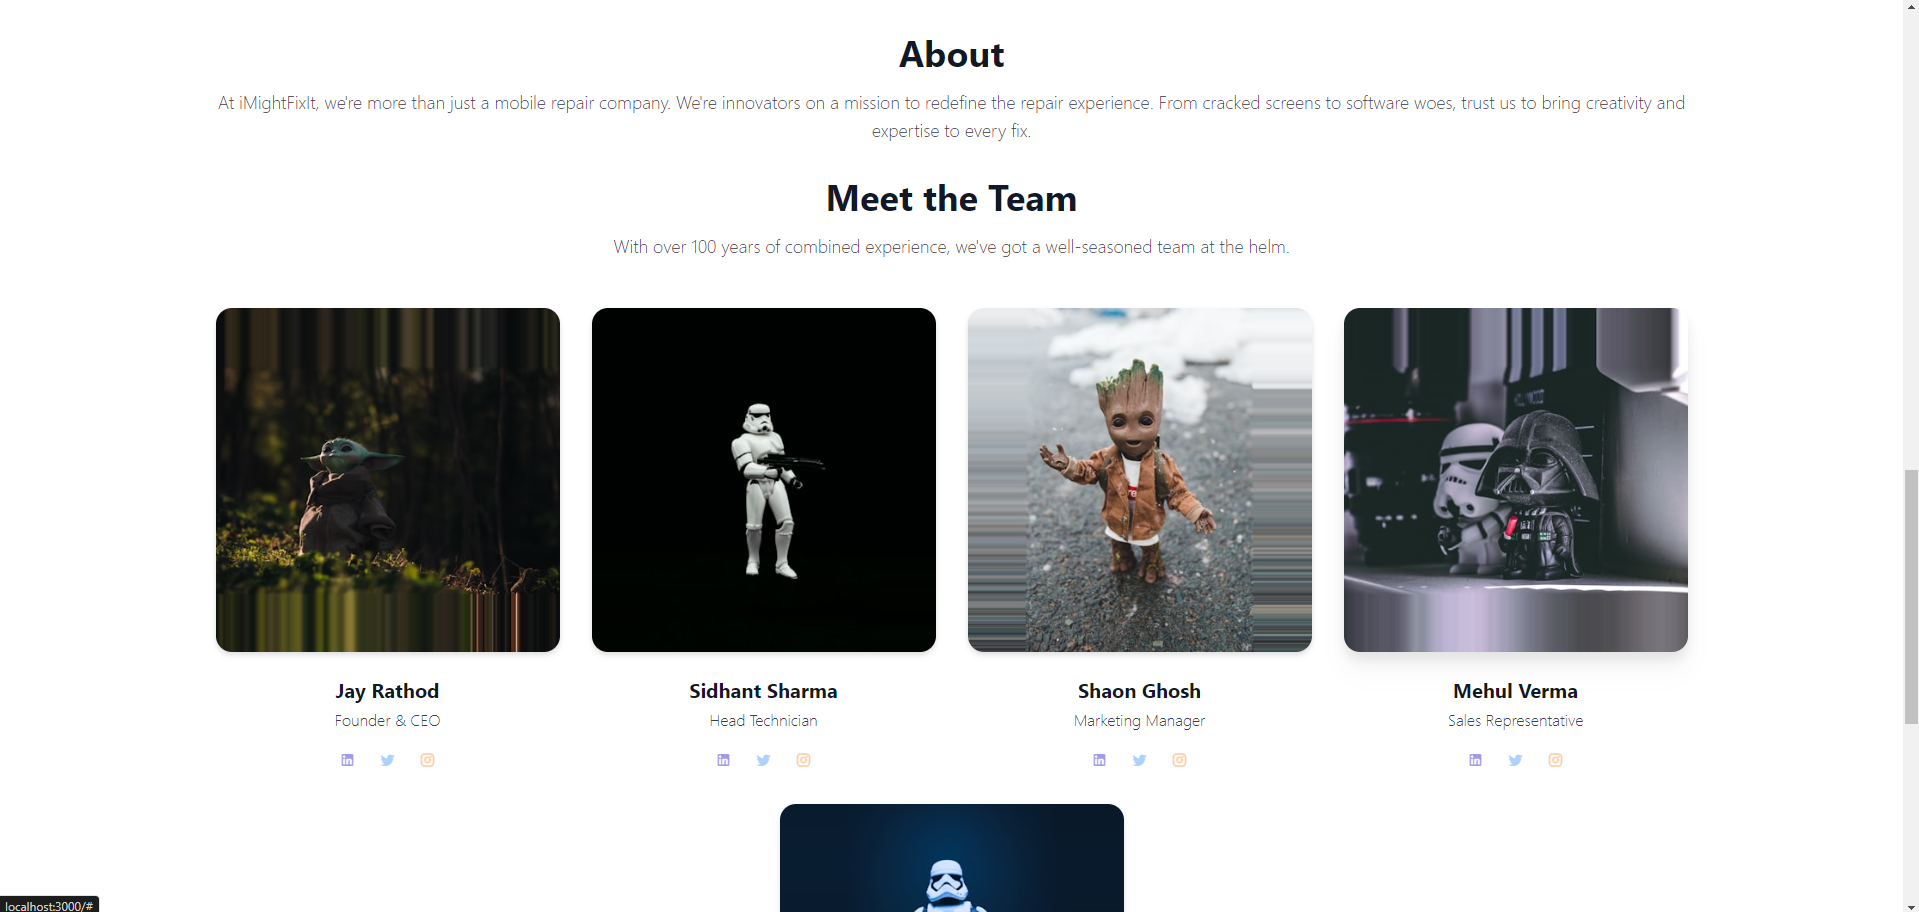 About
At iMightFixIt, we're more than just a mobile repair company. We're innovators on a mission to redefine the repair experience. From cracked screens to software woes, trust us to bring creativity and
expertise to every fix.
Meet the Team
With over 100 years of combined experience, we've got a well-seasoned team at the helm.
Jay Rathod
Founder & CEO
Sidhant Sharma
Head Technician
Shaon Ghosh
Marketing Manager
Mehul Verma
Sales Representative
localhost:3000/#